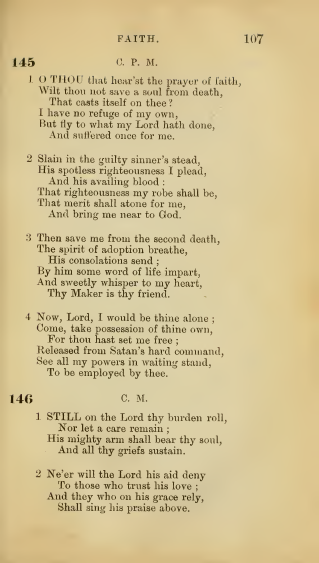 FAITH. 107
145 C. P. M.
1 O THOU that hear'st the prayer of faith,
Wilt thou not save a soul from death,
That casts itself on thee?
I have no refuge of my own,
But fly to what my Lord hath done,
And suffered once for me.
2 Slain in the guilty sinner's stead,
His spotless righteousness I plead,
And his availing blood:
That righteousness my robe shall be,
That merit shall atone for me,
And bring me near to God.
3 Then save me from the second death,
The spirit of adoption breathe,
His consolations send;
By him some word of life impart,
And sweetly whisper to my heart,
Thy Maker is thy friend.
4 Now, Lord, I would be thine alone;
Come, take possession of thine own,
For thou hast set me free;
Released from Satan's hard command,
See all my powers in waiting stand,
To be employed by thee.
146 C. M.
1 STILL on the Lord thy burden roll,
Nor let a care remain;
His mighty arm shall bear thy soul,
And all thy griefs sustain.
2 Ne'er will the Lord his aid deny
To those who trust his love;
And they who on his grace rely,
Shall sing his praise above.